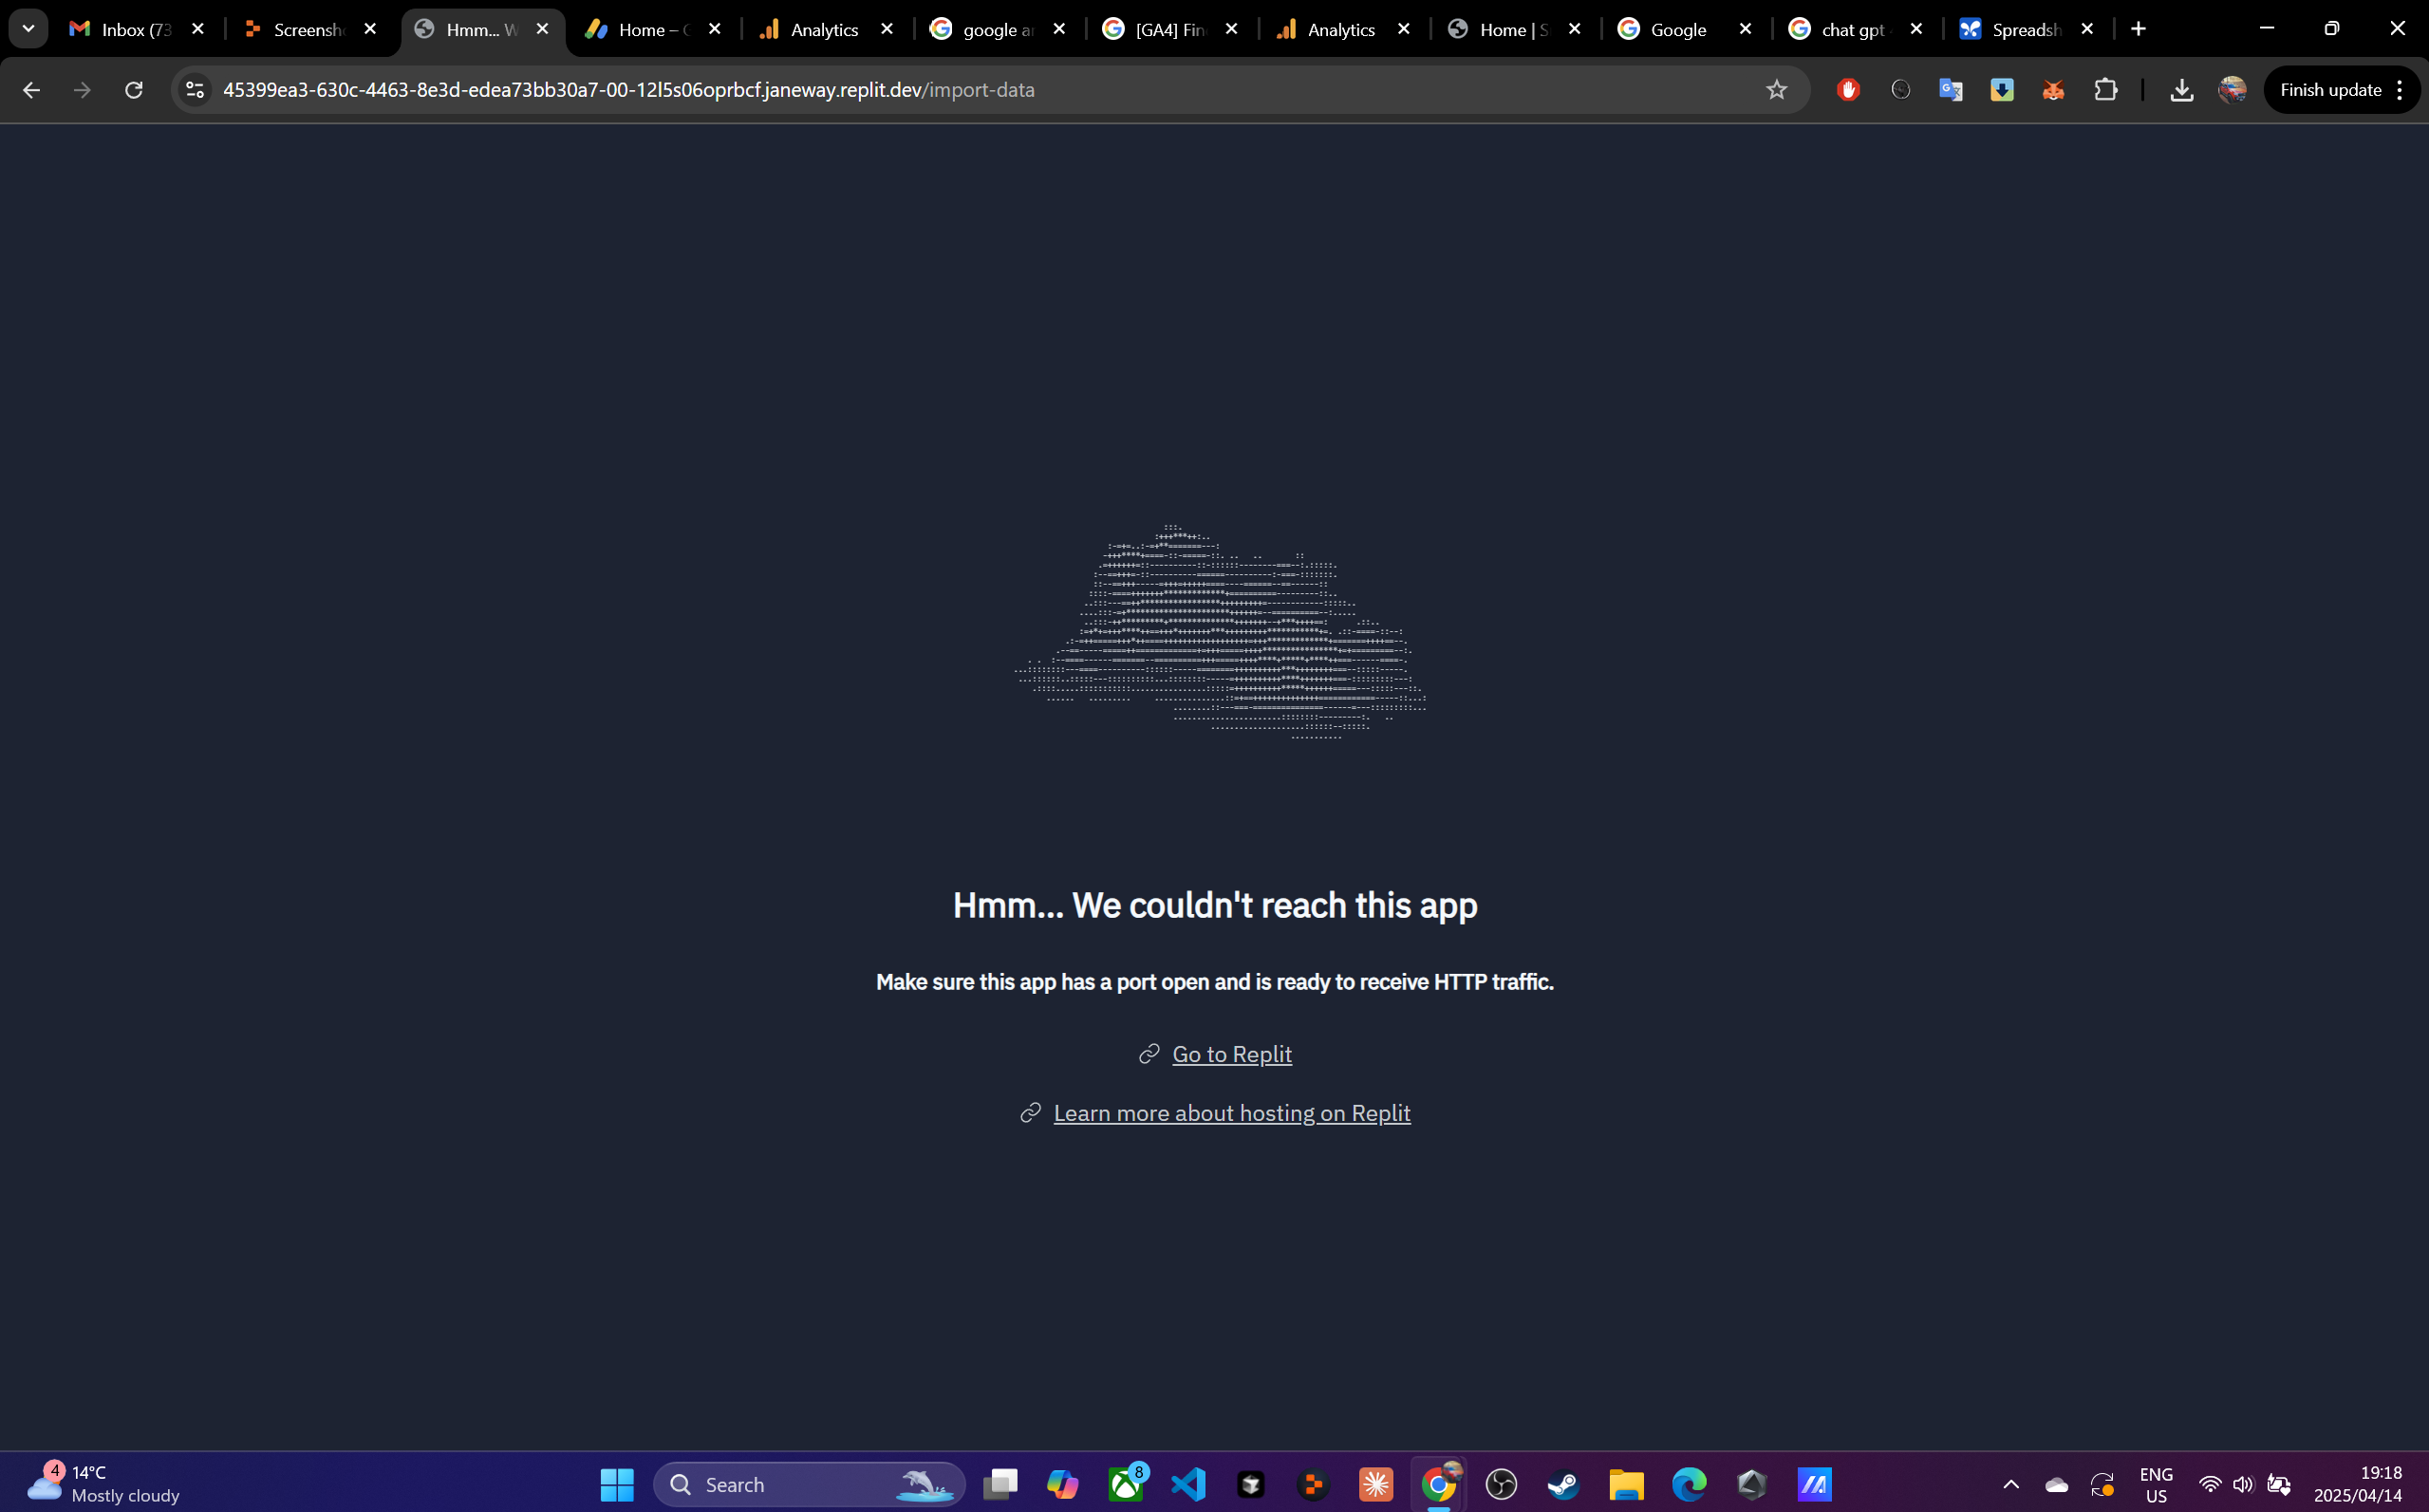 Inbox (73
Screensh
Hmm... W
Home – G
Analytics
google a
[GA4] Fin
Analytics
Home | S
Google
chat gpt
Spreadsh
45399ea3-630c-4463-8e3d-edea73bb30a7-00-12l5s06oprbcf.janeway.replit.dev/import-data
Finish update
Hmm... We couldn't reach this app
Make sure this app has a port open and is ready to receive HTTP traffic.
Go to Replit
Learn more about hosting on Replit
4
14°C
Mostly cloudy
Search
8
ENG
US
19:18
2025/04/14